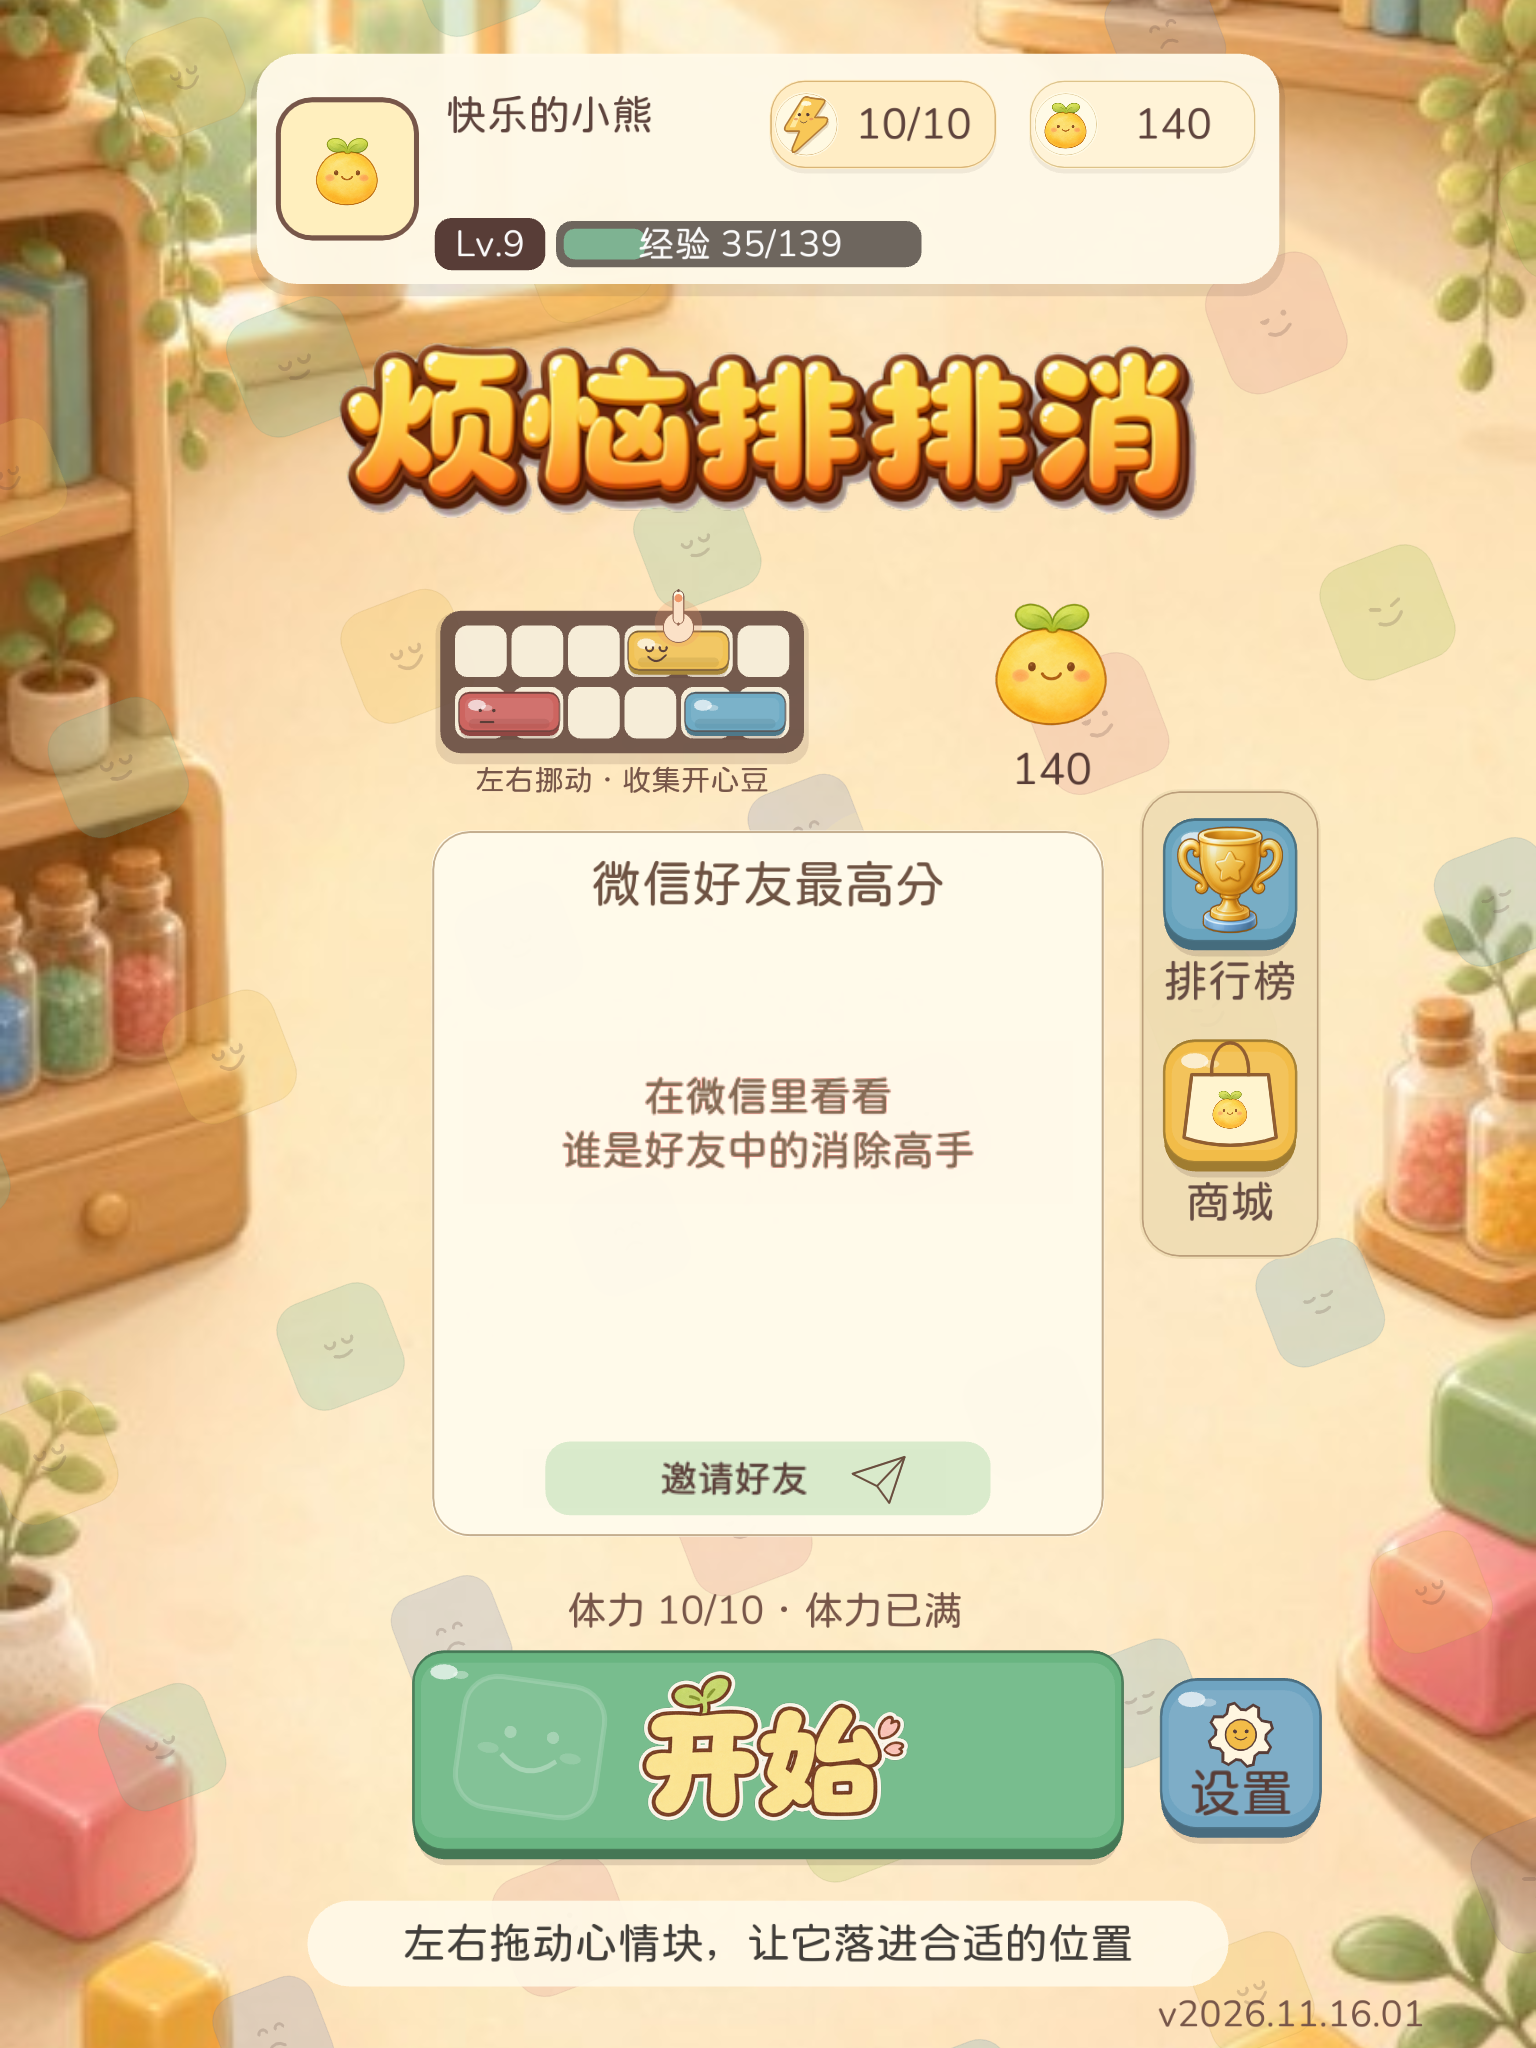 快乐的小熊
10/10
140
Lv.9
经验 35/139
烦恼排排消
左右挪动 · 收集开心豆
140
微信好友最高分
在微信里看看
谁是好友中的消除高手
邀请好友
排行榜
商城
体力 10/10 · 体力已满
开始
设置
左右拖动心情块，让它落进合适的位置
v2026.11.16.01